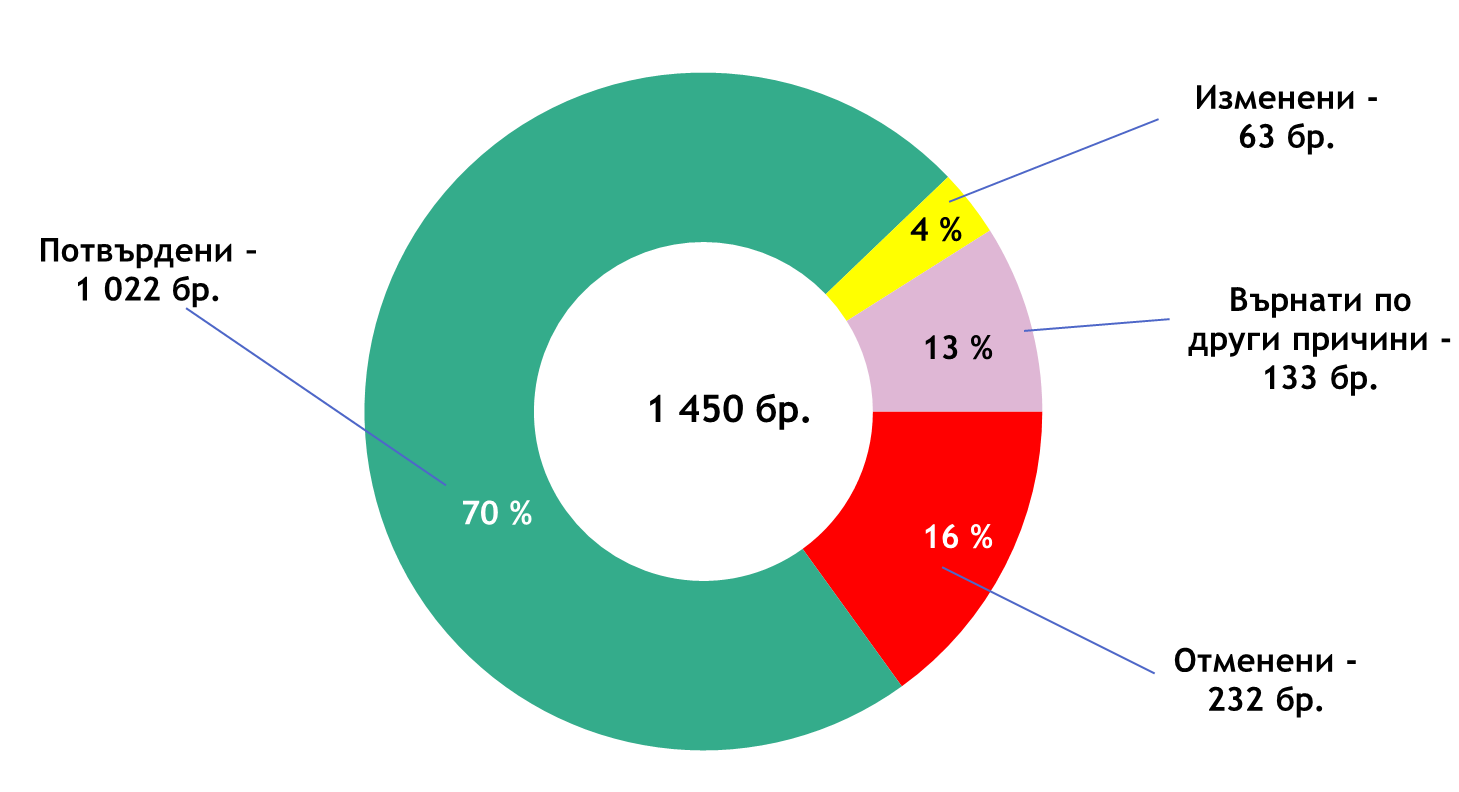 Изменени -
63 бр.
4 %
Потвърдени -
1 022 бр.
Върнати по
други причини -
133 бр.
13 %
1 450 бр.
70 %
16 %
Отменени -
232 бр.